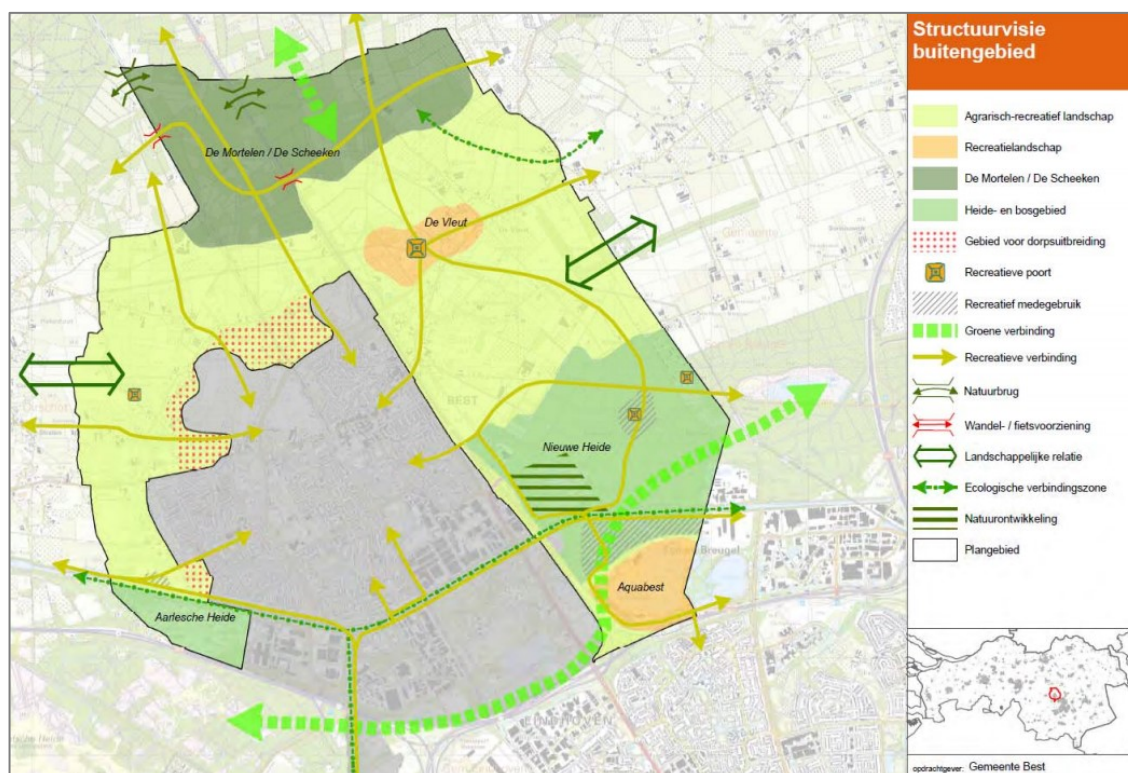 Structuurvisie
buitengebied
Agrarisch-recreatief landschap
Recreatielandschap
De Mortelen / De Scheeken
Heide- en bosgebied
Gebied voor dorpsuitbreiding
Recreatieve poort
Recreatief medegebruik
Groene verbinding
Recreatieve verbinding
Natuurbrug
Wandel- / fietsvoorziening
Landschappelijke relatie
Ecologische verbindingszone
Natuurontwikkeling
Plangebied
opdrachtgever: Gemeente Best
De Mortelen / De Scheeken
De Vleut
Gemeente
BEST
Nieuwe Heide
Breugel
Aquabest
Aarlesche Heide
EINDHOVEN